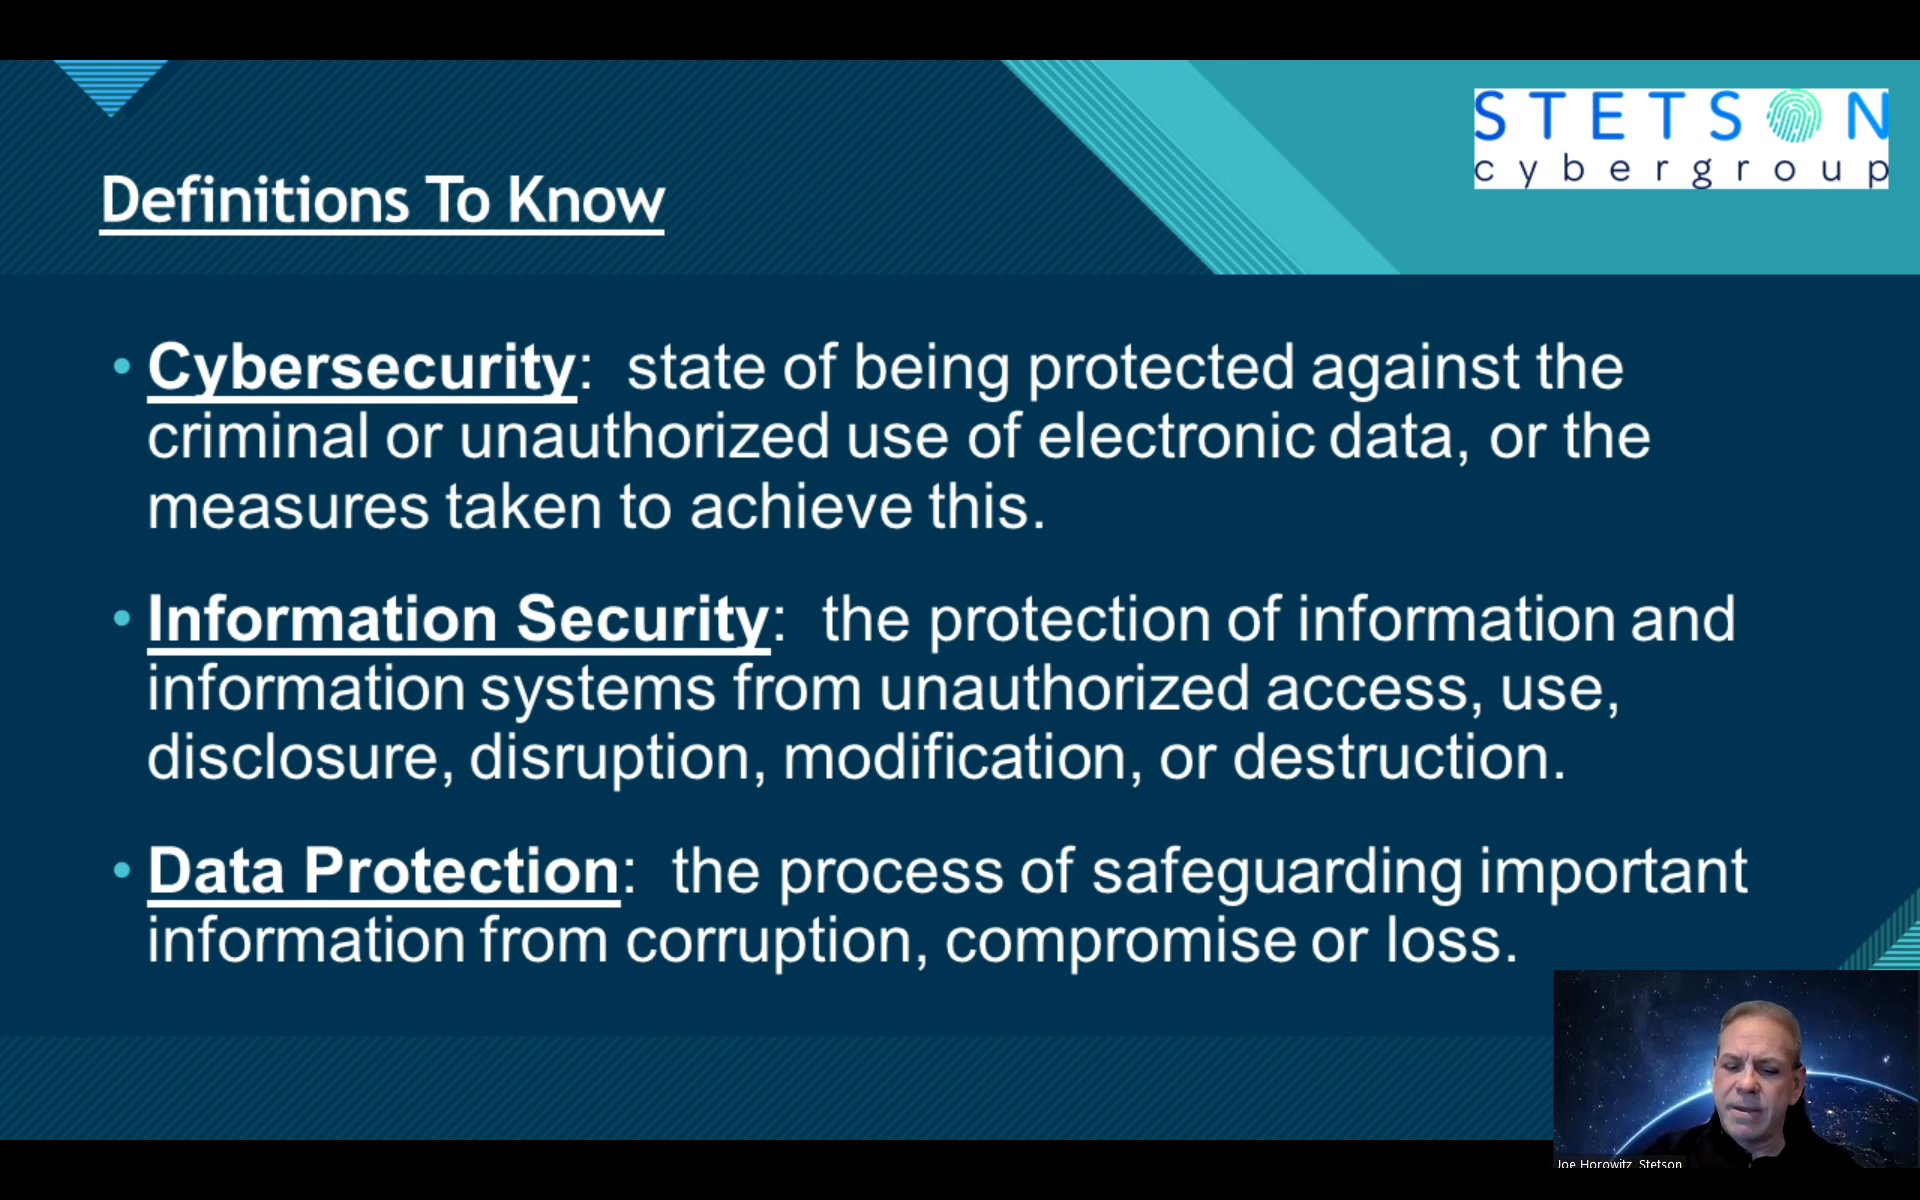 STETSON
cybergroup
Definitions To Know
• Cybersecurity: state of being protected against the
criminal or unauthorized use of electronic data, or the
measures taken to achieve this.
• Information Security: the protection of information and
information systems from unauthorized access, use,
disclosure, disruption, modification, or destruction.
• Data Protection: the process of safeguarding important
information from corruption, compromise or loss.
Joe Horowitz, Stetson